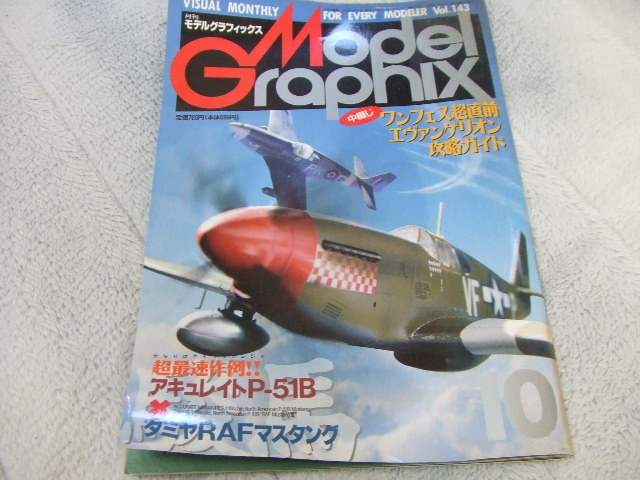 VISUAL MONTHLY FOR EVERY MODELER Vol.143
月刊
モデルグラフィックス
Model
Graphix
中綴じ
ワンフェス超直前
エヴァンゲリオン
攻略ガイド
VF
超最速作例!!
アキュレイトP-51B
タミヤRAFマスタング
10